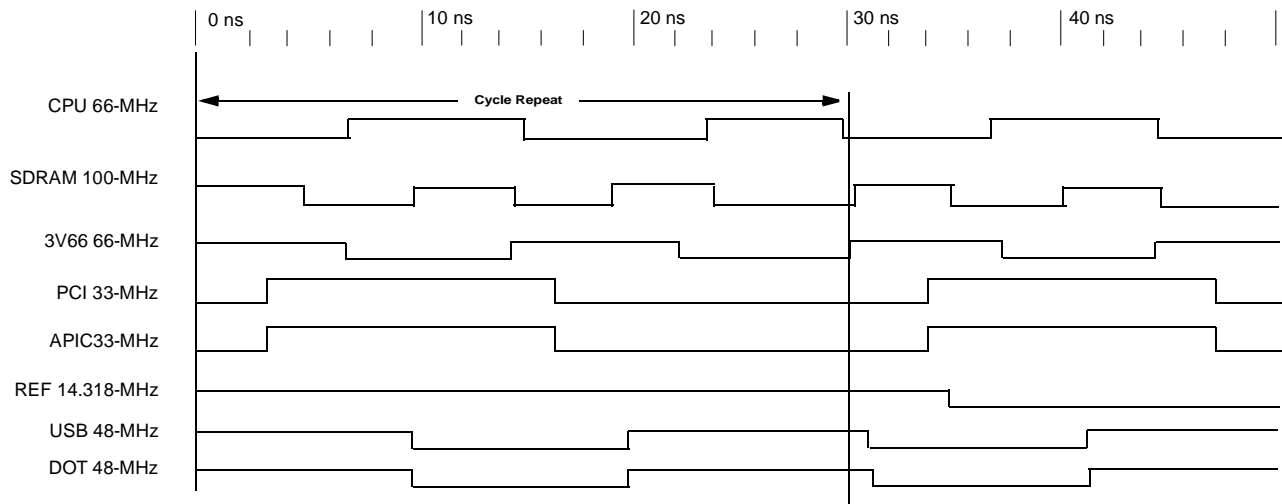 0 ns
10 ns
20 ns
30 ns
40 ns
Cycle Repeat
CPU 66-MHz
SDRAM 100-MHz
3V66 66-MHz
PCI 33-MHz
APIC33-MHz
REF 14.318-MHz
USB 48-MHz
DOT 48-MHz